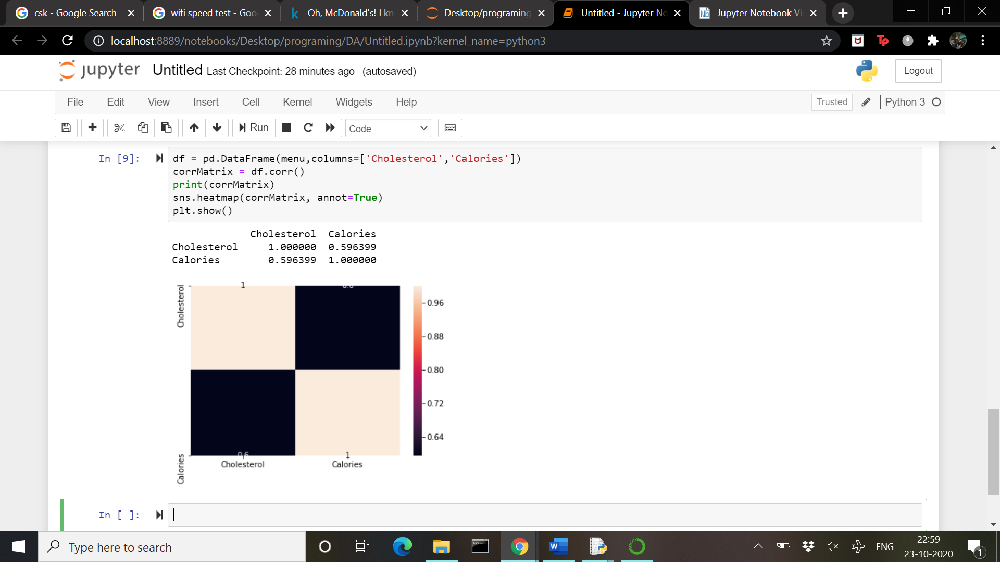 csk - Google Search
wifi speed test - Goo
Oh, McDonald's! I kn
Desktop/programing
Untitled - Jupyter No
Jupyter Notebook Vi
localhost:8889/notebooks/Desktop/programing/DA/Untitled.ipynb?kernel_name=python3
jupyter Untitled Last Checkpoint: 28 minutes ago (autosaved)
Logout
File Edit View Insert Cell Kernel Widgets Help
Trusted Python 3
Run Code
In [9]:
df = pd.DataFrame(menu,columns=['Cholesterol','Calories'])
corrMatrix = df.corr()
print(corrMatrix)
sns.heatmap(corrMatrix, annot=True)
plt.show()
Cholesterol Calories
Cholesterol 1.000000 0.596399
Calories 0.596399 1.000000
1 0.6
Cholesterol
0.96
0.88
0.80
0.72
0.64
0.6 1
Cholesterol Calories
Calories
In [ ]:
Type here to search
ENG
22:59
23-10-2020
1